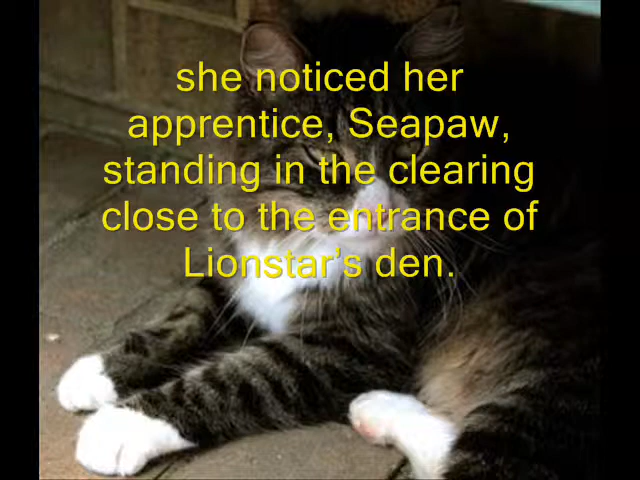 she noticed her
apprentice, Seapaw,
standing in the clearing
close to the entrance of
Lionstar's den.